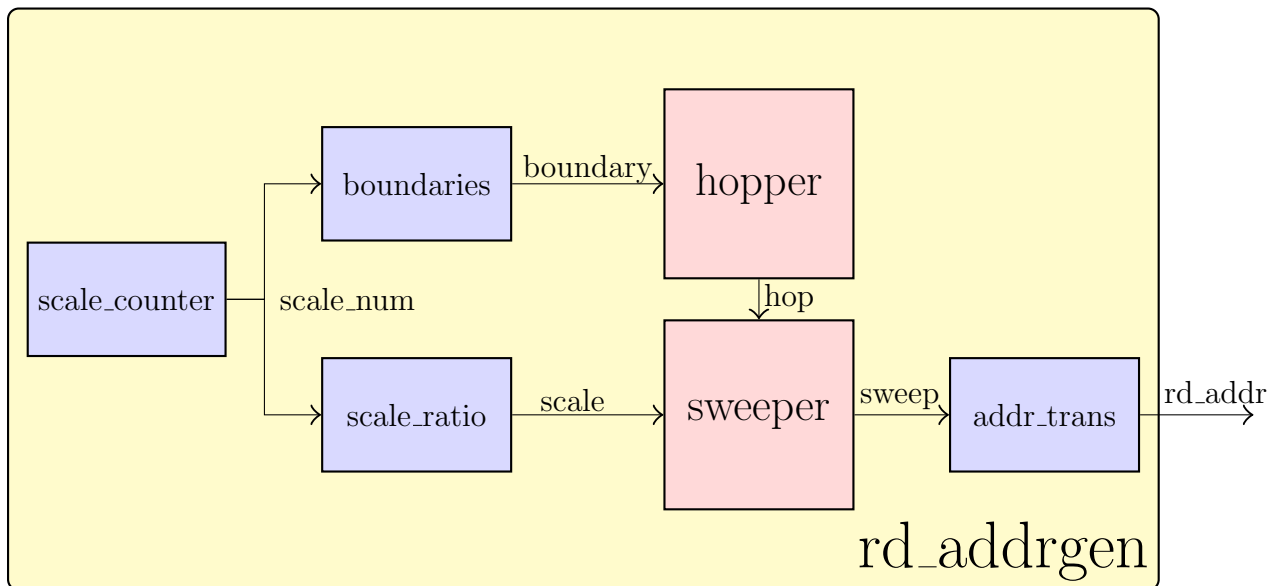 boundaries
boundary
hopper
scale_counter
scale_num
hop
scale_ratio
scale
sweeper
sweep
addr_trans
rd_addr
rd_addrgen